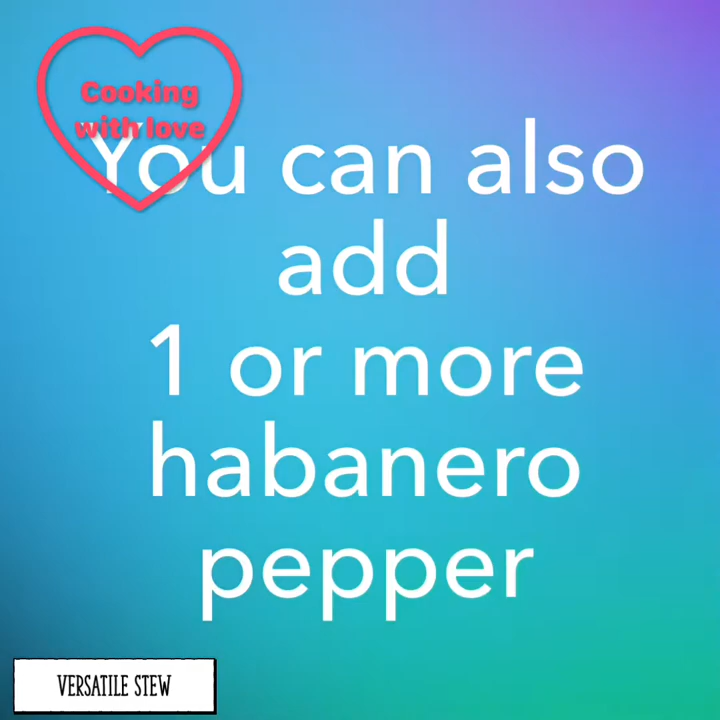 Cooking
with love
You can also
add
1 or more
habanero
pepper
VERSATILE STEW